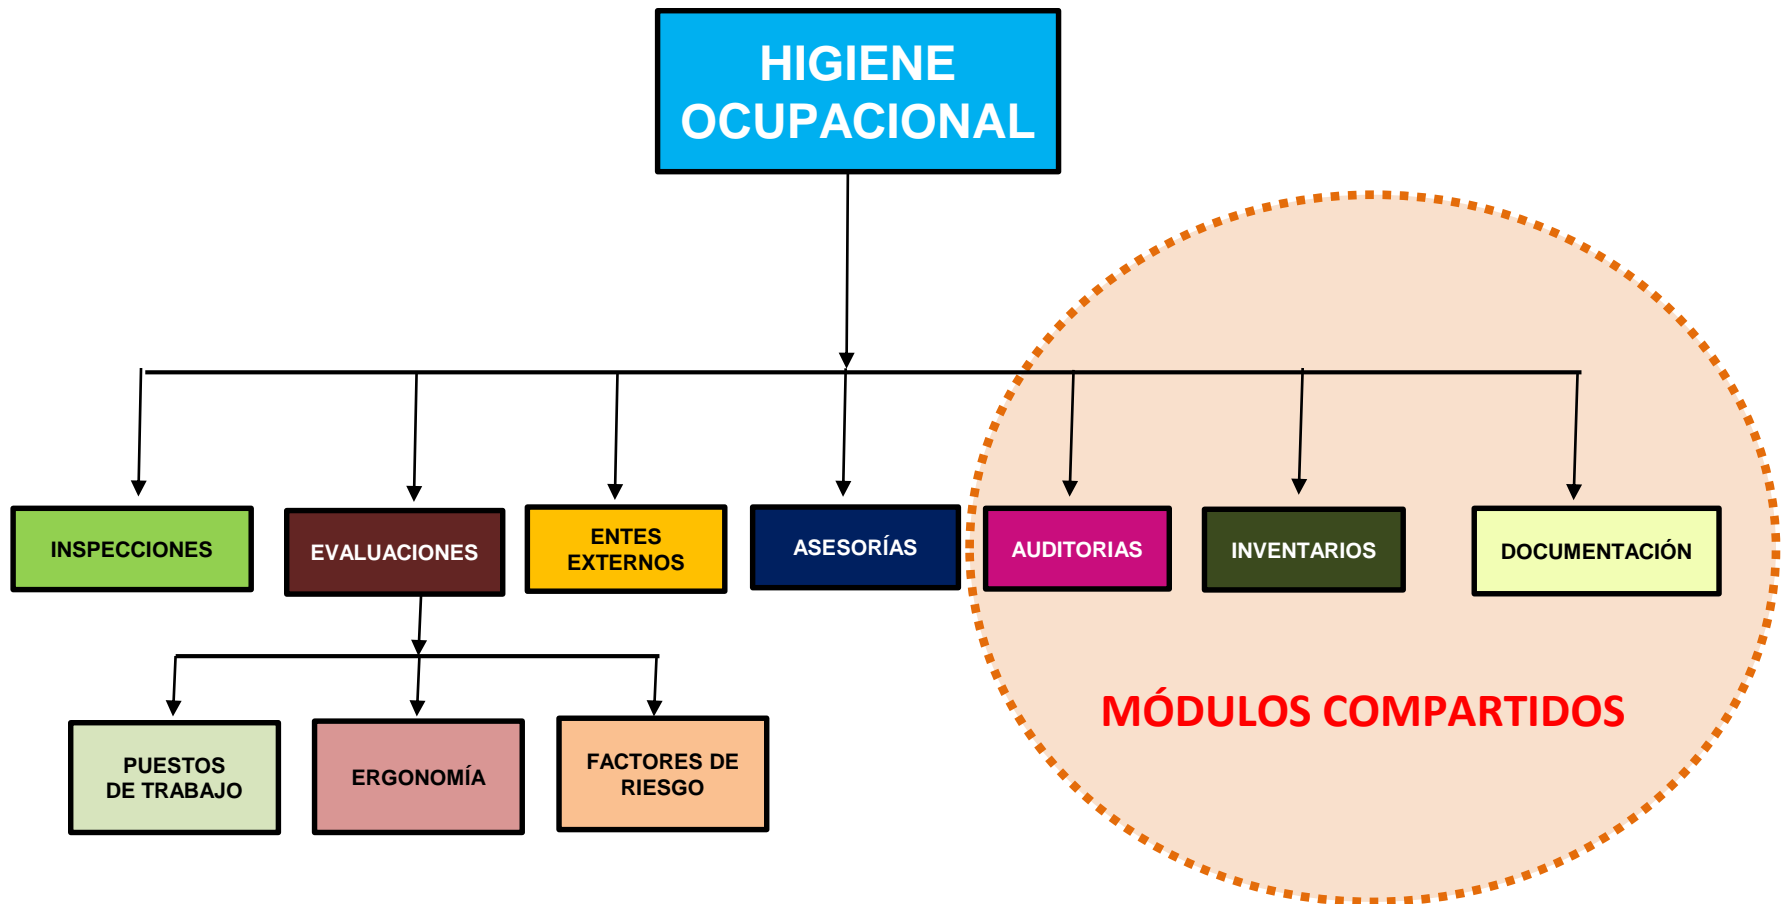 HIGIENE
OCUPACIONAL
INSPECCIONES
EVALUACIONES
ENTES
EXTERNOS
ASESORÍAS
AUDITORIAS
INVENTARIOS
DOCUMENTACIÓN
MÓDULOS COMPARTIDOS
PUESTOS
DE TRABAJO
ERGONOMÍA
FACTORES DE
RIESGO